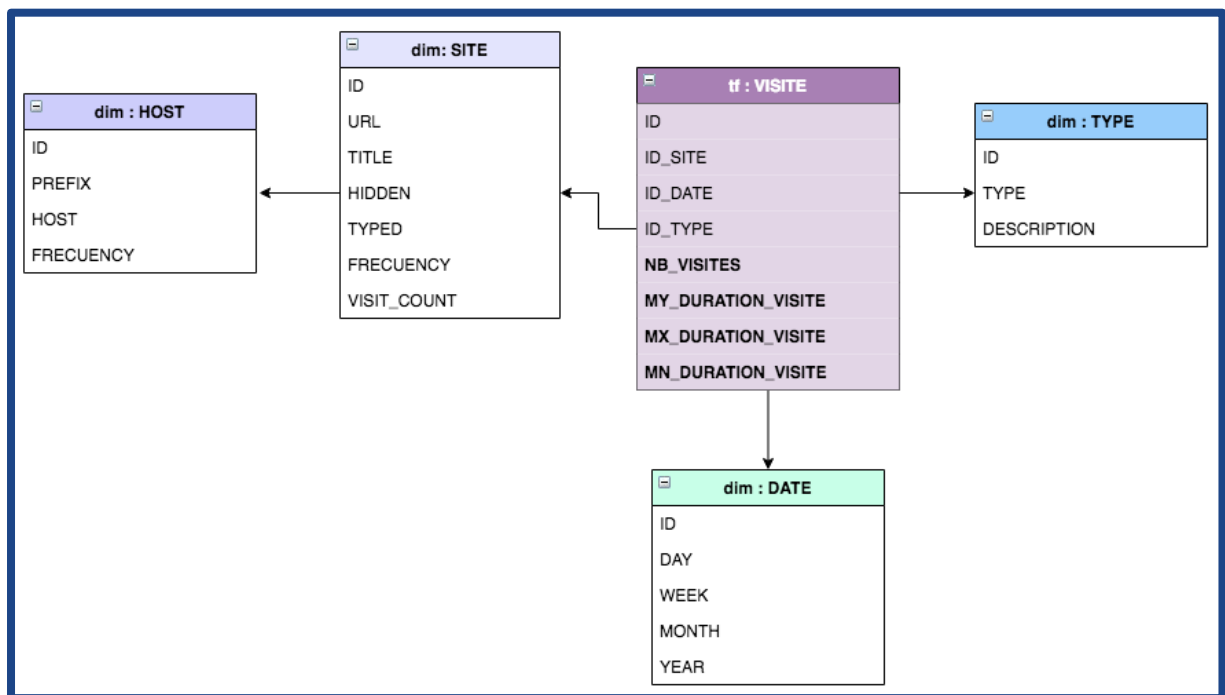 dim : HOST
ID
PREFIX
HOST
FRECUENCY
dim: SITE
ID
URL
TITLE
HIDDEN
TYPED
FRECUENCY
VISIT_COUNT
tf : VISITE
ID
ID_SITE
ID_DATE
ID_TYPE
NB_VISITES
MY_DURATION_VISITE
MX_DURATION_VISITE
MN_DURATION_VISITE
dim : TYPE
ID
TYPE
DESCRIPTION
dim : DATE
ID
DAY
WEEK
MONTH
YEAR